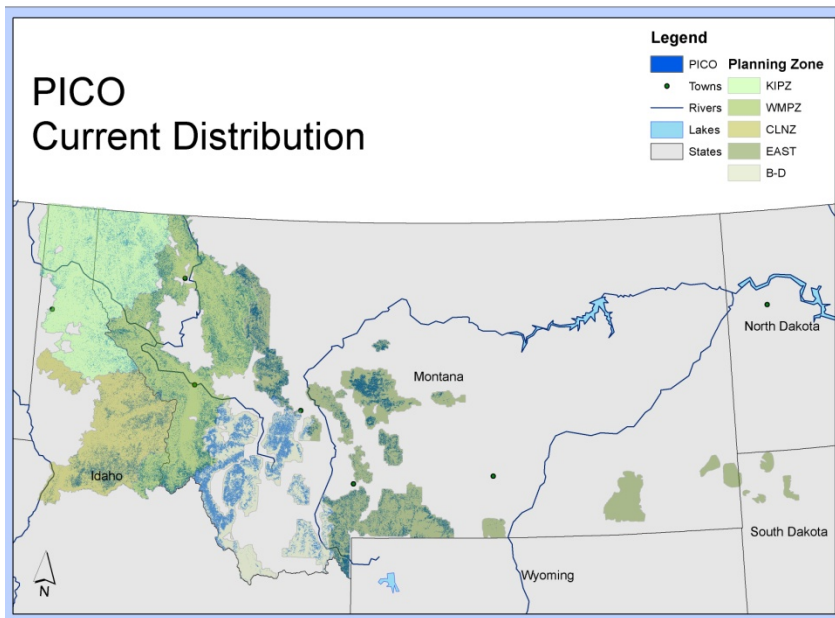 PICO
Current Distribution
Legend
PICO
Towns
Rivers
Lakes
States
Planning Zone
KIPZ
WMPZ
CLNZ
EAST
B-D
North Dakota
Montana
Idaho
South Dakota
Wyoming
N